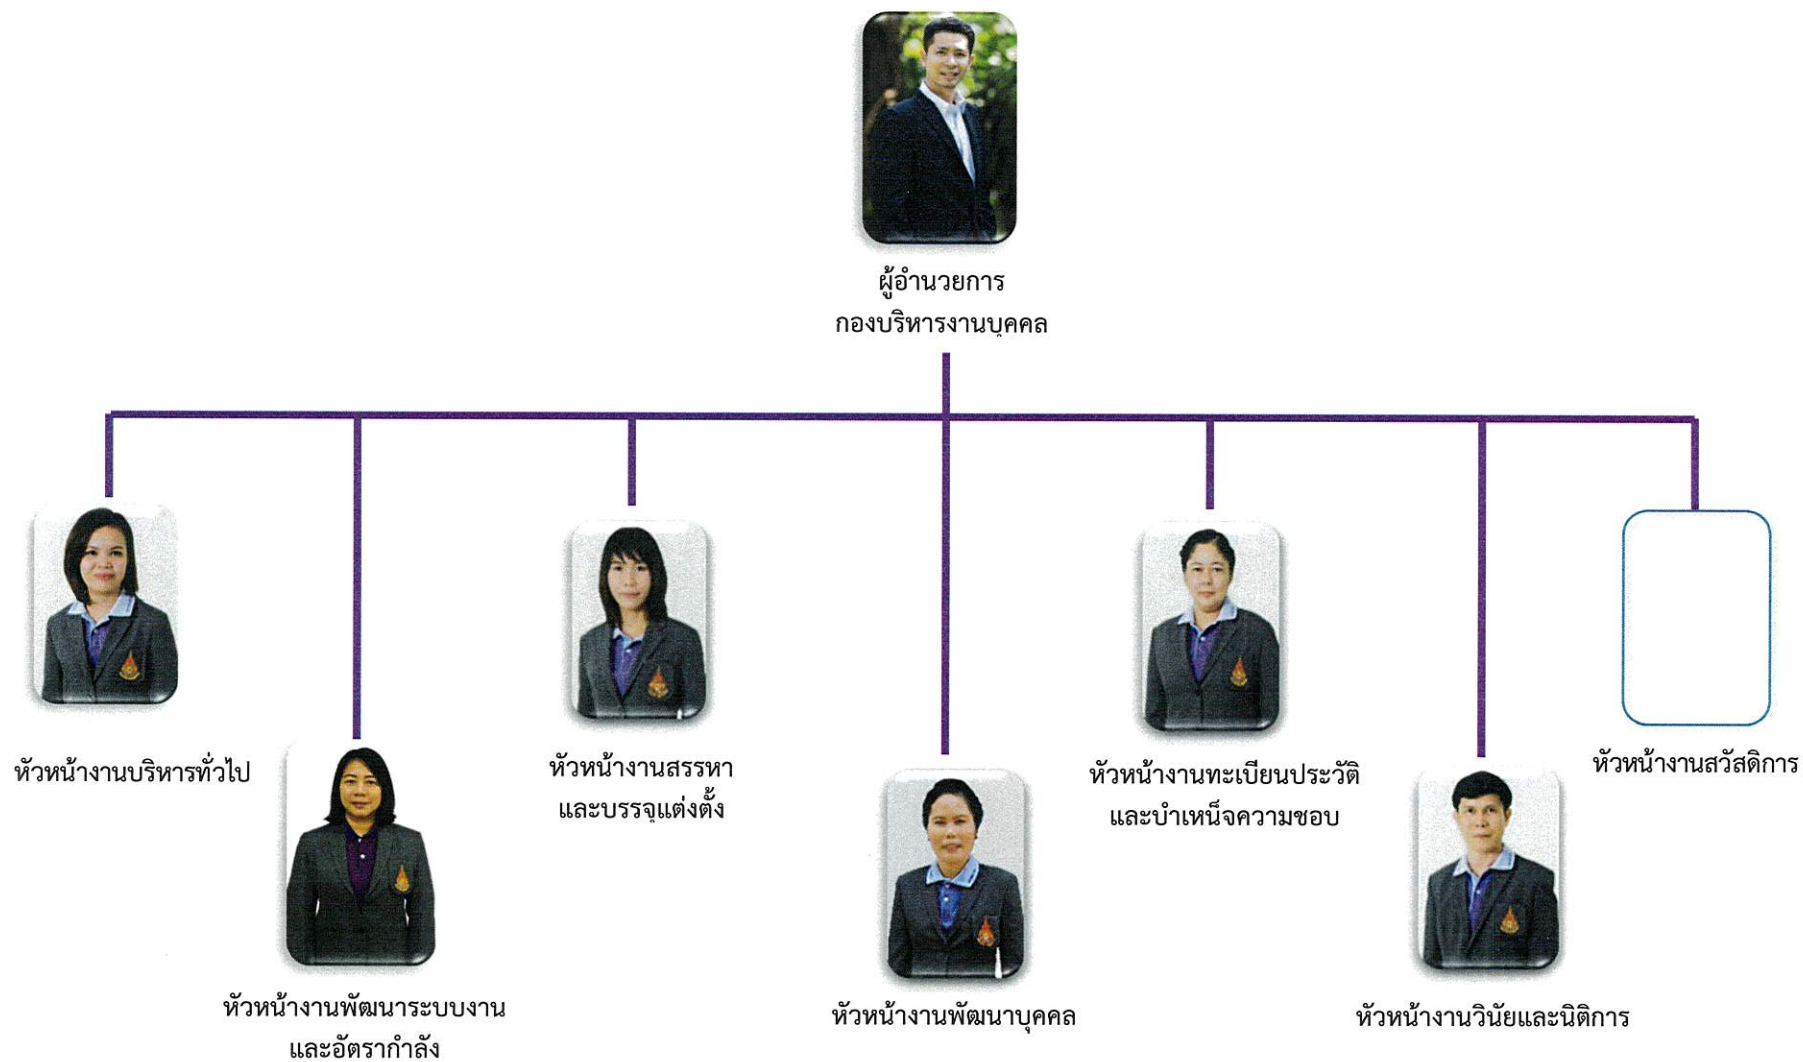 ผู้อำนวยการ
กองบริหารงานบุคคล
หัวหน้างานบริหารทั่วไป
หัวหน้างานพัฒนาระบบงาน
และอัตรากำลัง
หัวหน้างานสรรหา
และบรรจุแต่งตั้ง
หัวหน้างานพัฒนาบุคคล
หัวหน้างานทะเบียนประวัติ
และบำเหน็จความชอบ
หัวหน้างานวินัยและนิติการ
หัวหน้างานสวัสดิการ